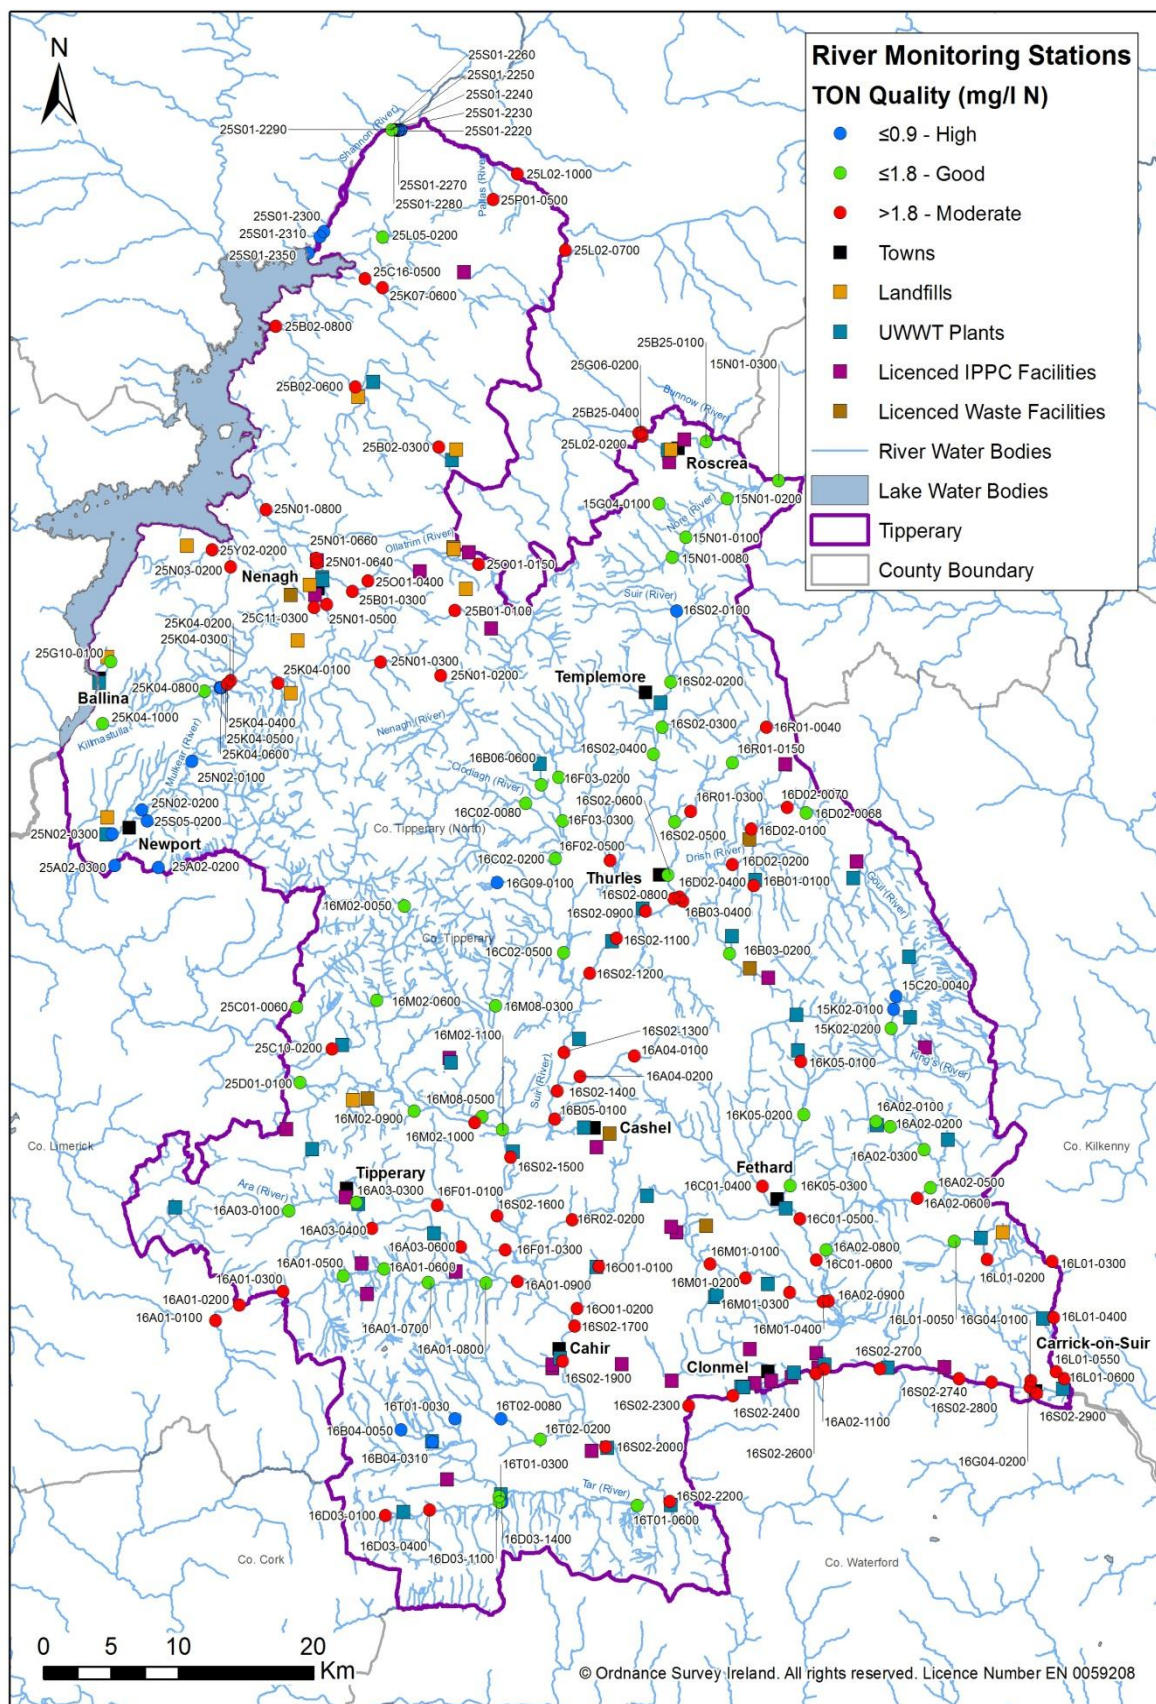 N
25S01-2260
25S01-2250
25S01-2240
25S01-2230
25S01-2220
25S01-2290
Shannon (River)
25S01-2270
25S01-2280
Pallas (River)
25L02-1000
25P01-0500
25S01-2300
25S01-2310
25S01-2350
25L05-0200
25L02-0700
25C16-0500
25K07-0600
25B02-0800
25B02-0600
25B02-0300
River Monitoring Stations
TON Quality (mg/l N)
≤0.9 - High
≤1.8 - Good
>1.8 - Moderate
Towns
Landfills
UWWT Plants
Licenced IPPC Facilities
Licenced Waste Facilities
River Water Bodies
Lake Water Bodies
Tipperary
County Boundary
25B25-0100
25G06-0200
15N01-0300
Bunnow (River)
25B25-0400
25L02-0200
Roscrea
15G04-0100
15N01-0200
Nore (River)
15N01-0100
15N01-0080
25N01-0800
Ollatrim (River)
25Y02-0200
25N01-0660
25N01-0640
25N03-0200
Nenagh
25O01-0400
25O01-0150
25B01-0300
25B01-0100
25C11-0300
25N01-0500
Suir (River)
16S02-0100
25K04-0200
25K04-0300
25G10-0100
25K04-0100
25N01-0300
25N01-0200
25K04-0800
Ballina
25K04-1000
25K04-0400
25K04-0500
25K04-0600
Kilmastulla
Mulkear (River)
Nenagh (River)
Templemore
16S02-0200
16S02-0300
16S02-0400
16R01-0040
16R01-0150
25N02-0100
16B06-0600
Clodiagh (River)
16F03-0200
16S02-0600
16C02-0080
16F03-0300
16R01-0300
16D02-0070
16D02-0068
25N02-0200
25S05-0200
25N02-0300
Newport
Co. Tipperary (North)
16S02-0500
16D02-0100
16F02-0500
Drish (River)
25A02-0300
25A02-0200
16C02-0200
16D02-0200
Thurles
16D02-0400
16B01-0100
16G09-0100
16S02-0800
16B03-0400
Goul (River)
16M02-0050
16S02-0900
Co. Tipperary
16S02-1100
16C02-0500
16B03-0200
16S02-1200
15C20-0040
25C01-0060
16M02-0600
16M08-0300
15K02-0100
15K02-0200
16M02-1100
16S02-1300
King's (River)
25C10-0200
16A04-0100
16K05-0100
25D01-0100
16A04-0200
Suir (River)
16S02-1400
16M08-0500
16B05-0100
16M02-0900
16K05-0200
16A02-0100
16A02-0200
16M02-1000
Cashel
Co. Limerick
Co. Kilkenny
16S02-1500
16A02-0300
Tipperary
Fethard
16A03-0300
16F01-0100
16C01-0400
16K05-0300
16A02-0500
16A02-0600
Ara (River)
16A03-0100
16S02-1600
16R02-0200
16C01-0500
16A03-0400
16A03-0600
16F01-0300
16A02-0800
16C01-0600
16M01-0100
16A01-0500
16A01-0600
16O01-0100
16L01-0200
16L01-0300
16A01-0300
16A01-0900
16M01-0200
16A01-0200
16M01-0300
16A02-0900
16A01-0100
16O01-0200
16L01-0050
16G04-0100
16L01-0400
16A01-0700
16S02-1700
16M01-0400
16A01-0800
Cahir
Carrick-on-Suir
16S02-2700
Clonmel
16L01-0550
16S02-1900
16L01-0600
16S02-2740
16T01-0030
16T02-0080
16S02-2300
16S02-2400
16S02-2800
16S02-2900
16B04-0050
16T02-0200
16A02-1100
16B04-0310
16S02-2000
16S02-2600
16T01-0300
16G04-0200
Tar (River)
16S02-2200
16D03-0100
16T01-0600
16D03-0400
16D03-1400
16D03-1100
Co. Cork
Co. Waterford
0 5 10 20
Km
© Ordnance Survey Ireland. All rights reserved. Licence Number EN 0059208